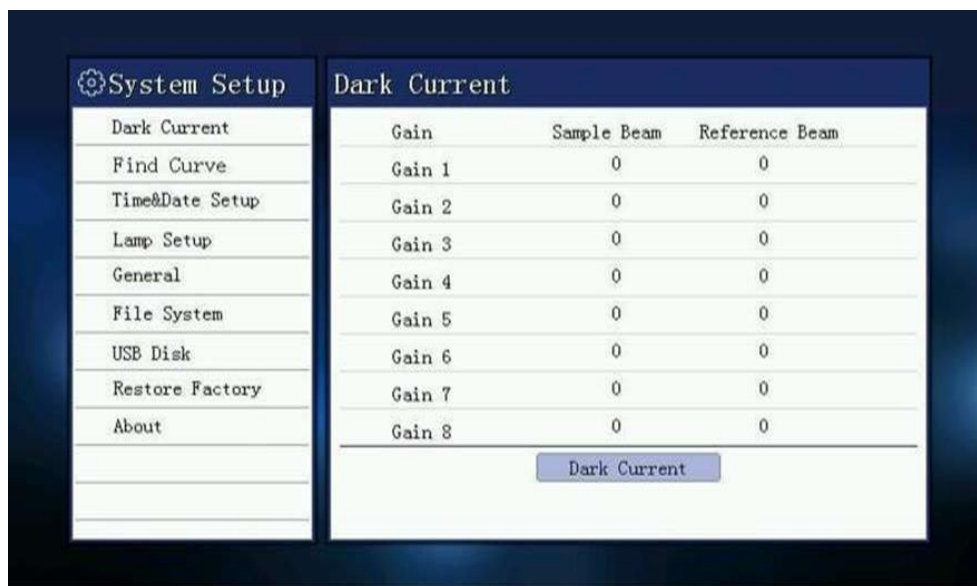 System Setup
Dark Current
Find Curve
Time&Date Setup
Lamp Setup
General
File System
USB Disk
Restore Factory
About
Dark Current
Gain Sample Beam Reference Beam
Gain 1 0 0
Gain 2 0 0
Gain 3 0 0
Gain 4 0 0
Gain 5 0 0
Gain 6 0 0
Gain 7 0 0
Gain 8 0 0
Dark Current